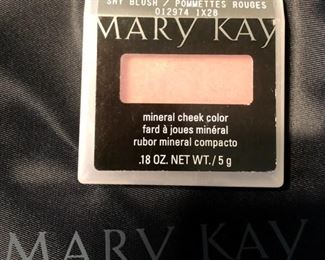 SHY BLUSH / POMMETTES ROUGES
012974 1X2B
MARY KAY
mineral cheek color
fard à joues minéral
rubor mineral compacto
.18 OZ. NET WT./5 g
MARY KAY